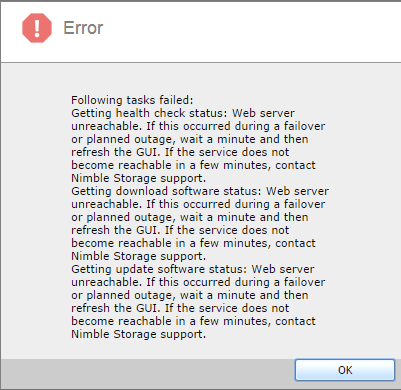 Error
Following tasks failed:
Getting health check status: Web server
unreachable. If this occurred during a failover
or planned outage, wait a minute and then
refresh the GUI. If the service does not
become reachable in a few minutes, contact
Nimble Storage support.
Getting download software status: Web server
unreachable. If this occurred during a failover
or planned outage, wait a minute and then
refresh the GUI. If the service does not
become reachable in a few minutes, contact
Nimble Storage support.
Getting update software status: Web server
unreachable. If this occurred during a failover
or planned outage, wait a minute and then
refresh the GUI. If the service does not
become reachable in a few minutes, contact
Nimble Storage support.
OK